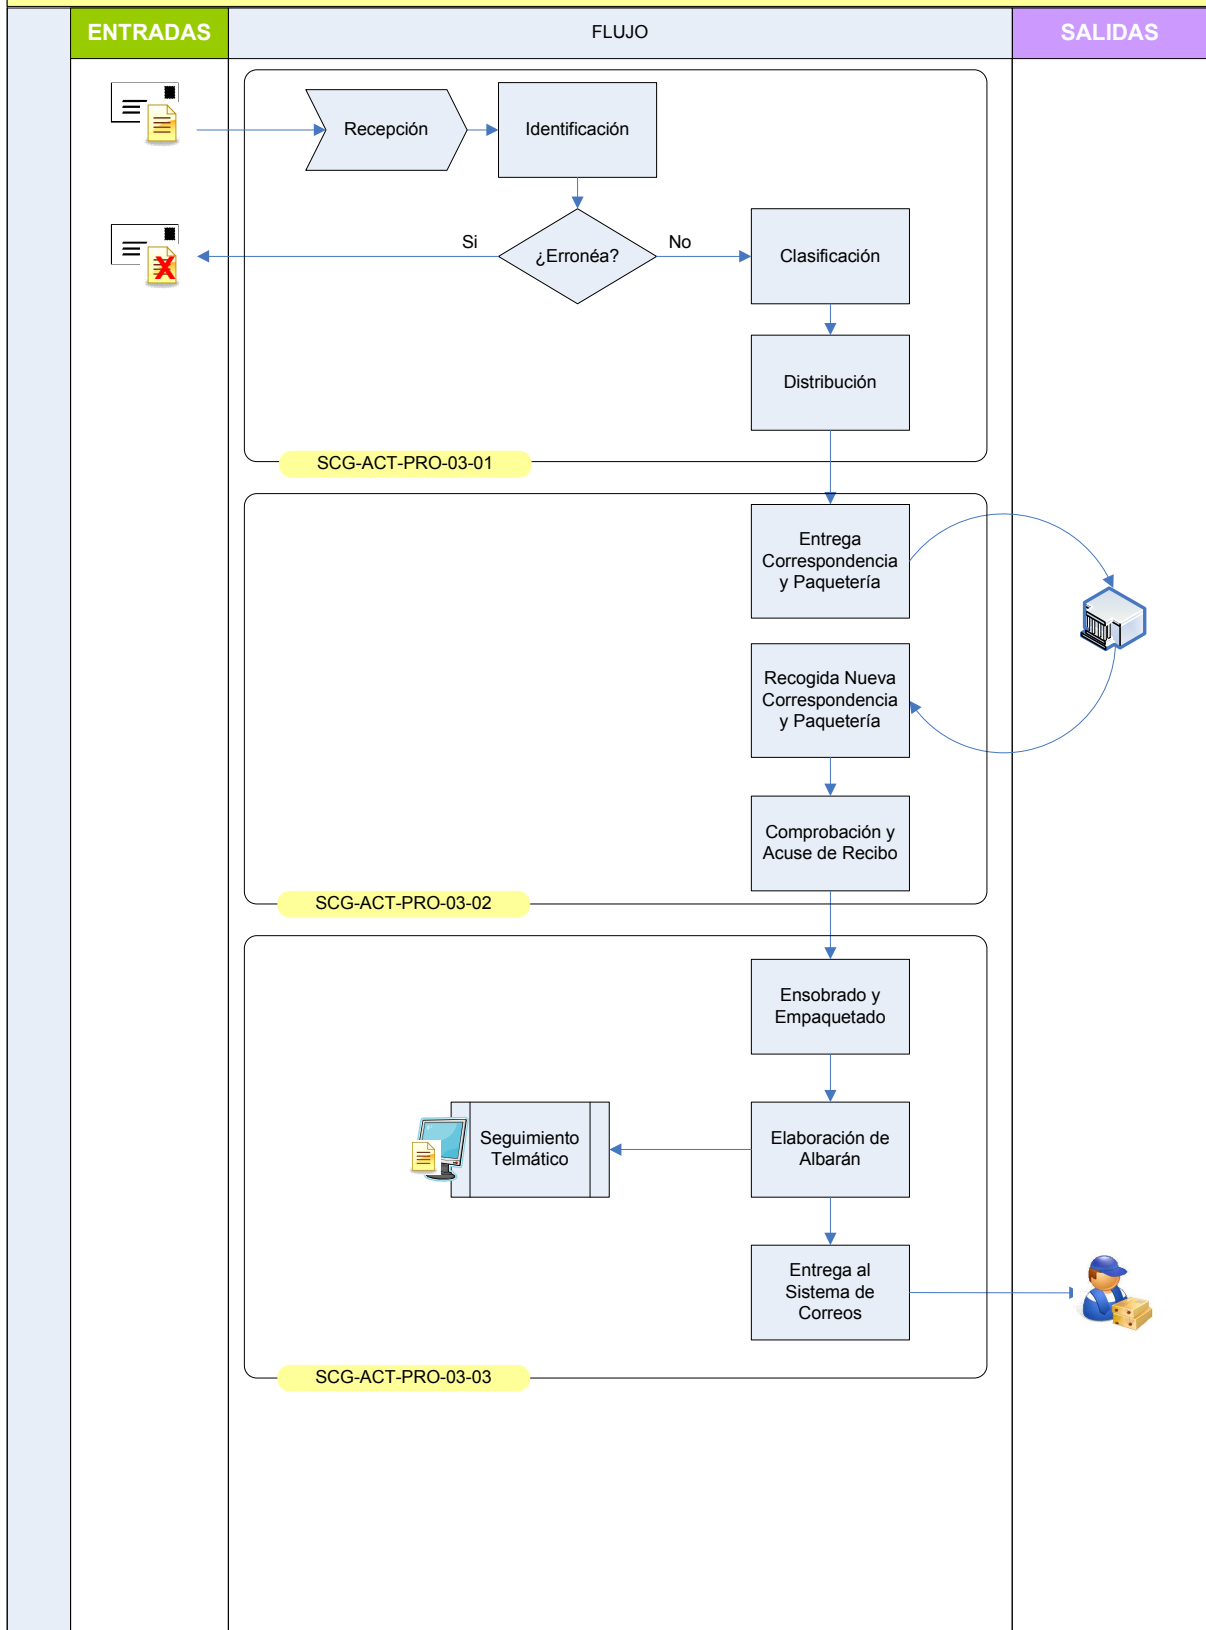 ENTRADAS
FLUJO
SALIDAS
Recepción
Identificación
Si
¿Erronéa?
No
Clasificación
Distribución
SCG-ACT-PRO-03-01
Entrega
Correspondencia
y Paquetería
Recogida Nueva
Correspondencia
y Paquetería
Comprobación y
Acuse de Recibo
SCG-ACT-PRO-03-02
Ensobrado y
Empaquetado
Seguimiento
Telmático
Elaboración de
Albarán
Entrega al
Sistema de
Correos
SCG-ACT-PRO-03-03